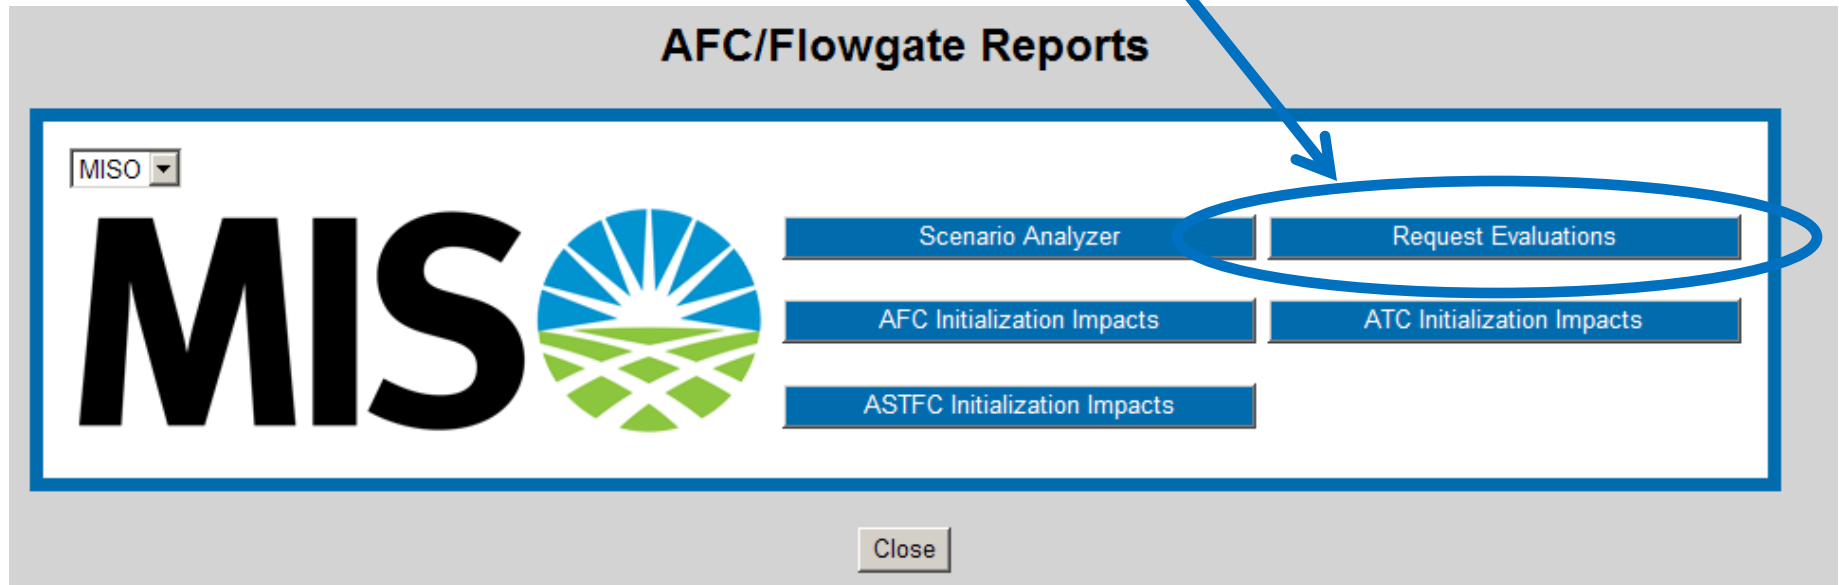 AFC/Flowgate Reports
MISO
MISO
Scenario Analyzer
Request Evaluations
AFC Initialization Impacts
ATC Initialization Impacts
ASTFC Initialization Impacts
Close